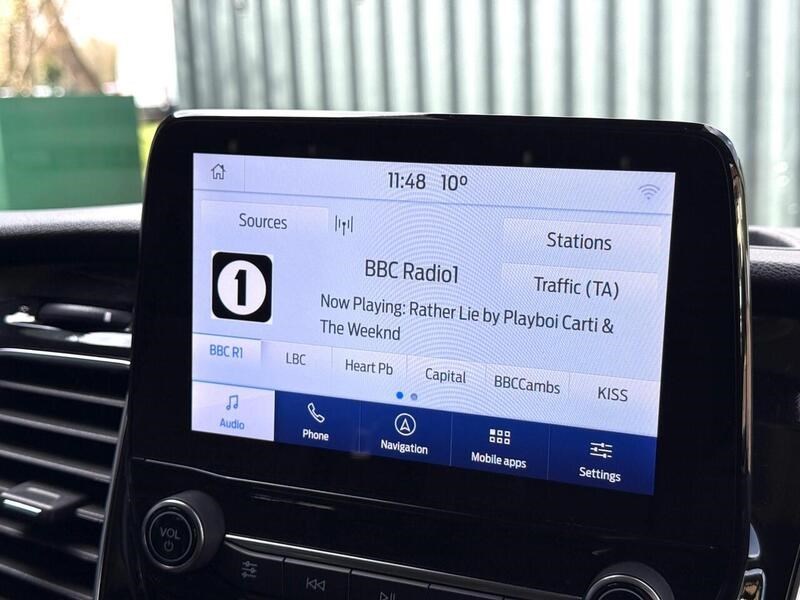 11:48 10°
Sources
Stations
1
BBC Radio1
Traffic (TA)
Now Playing: Rather Lie by Playboi Carti &
The Weeknd
BBC R1 LBC Heart Pb Capital BBCCambs KISS
Audio Phone Navigation Mobile apps Settings
VOL